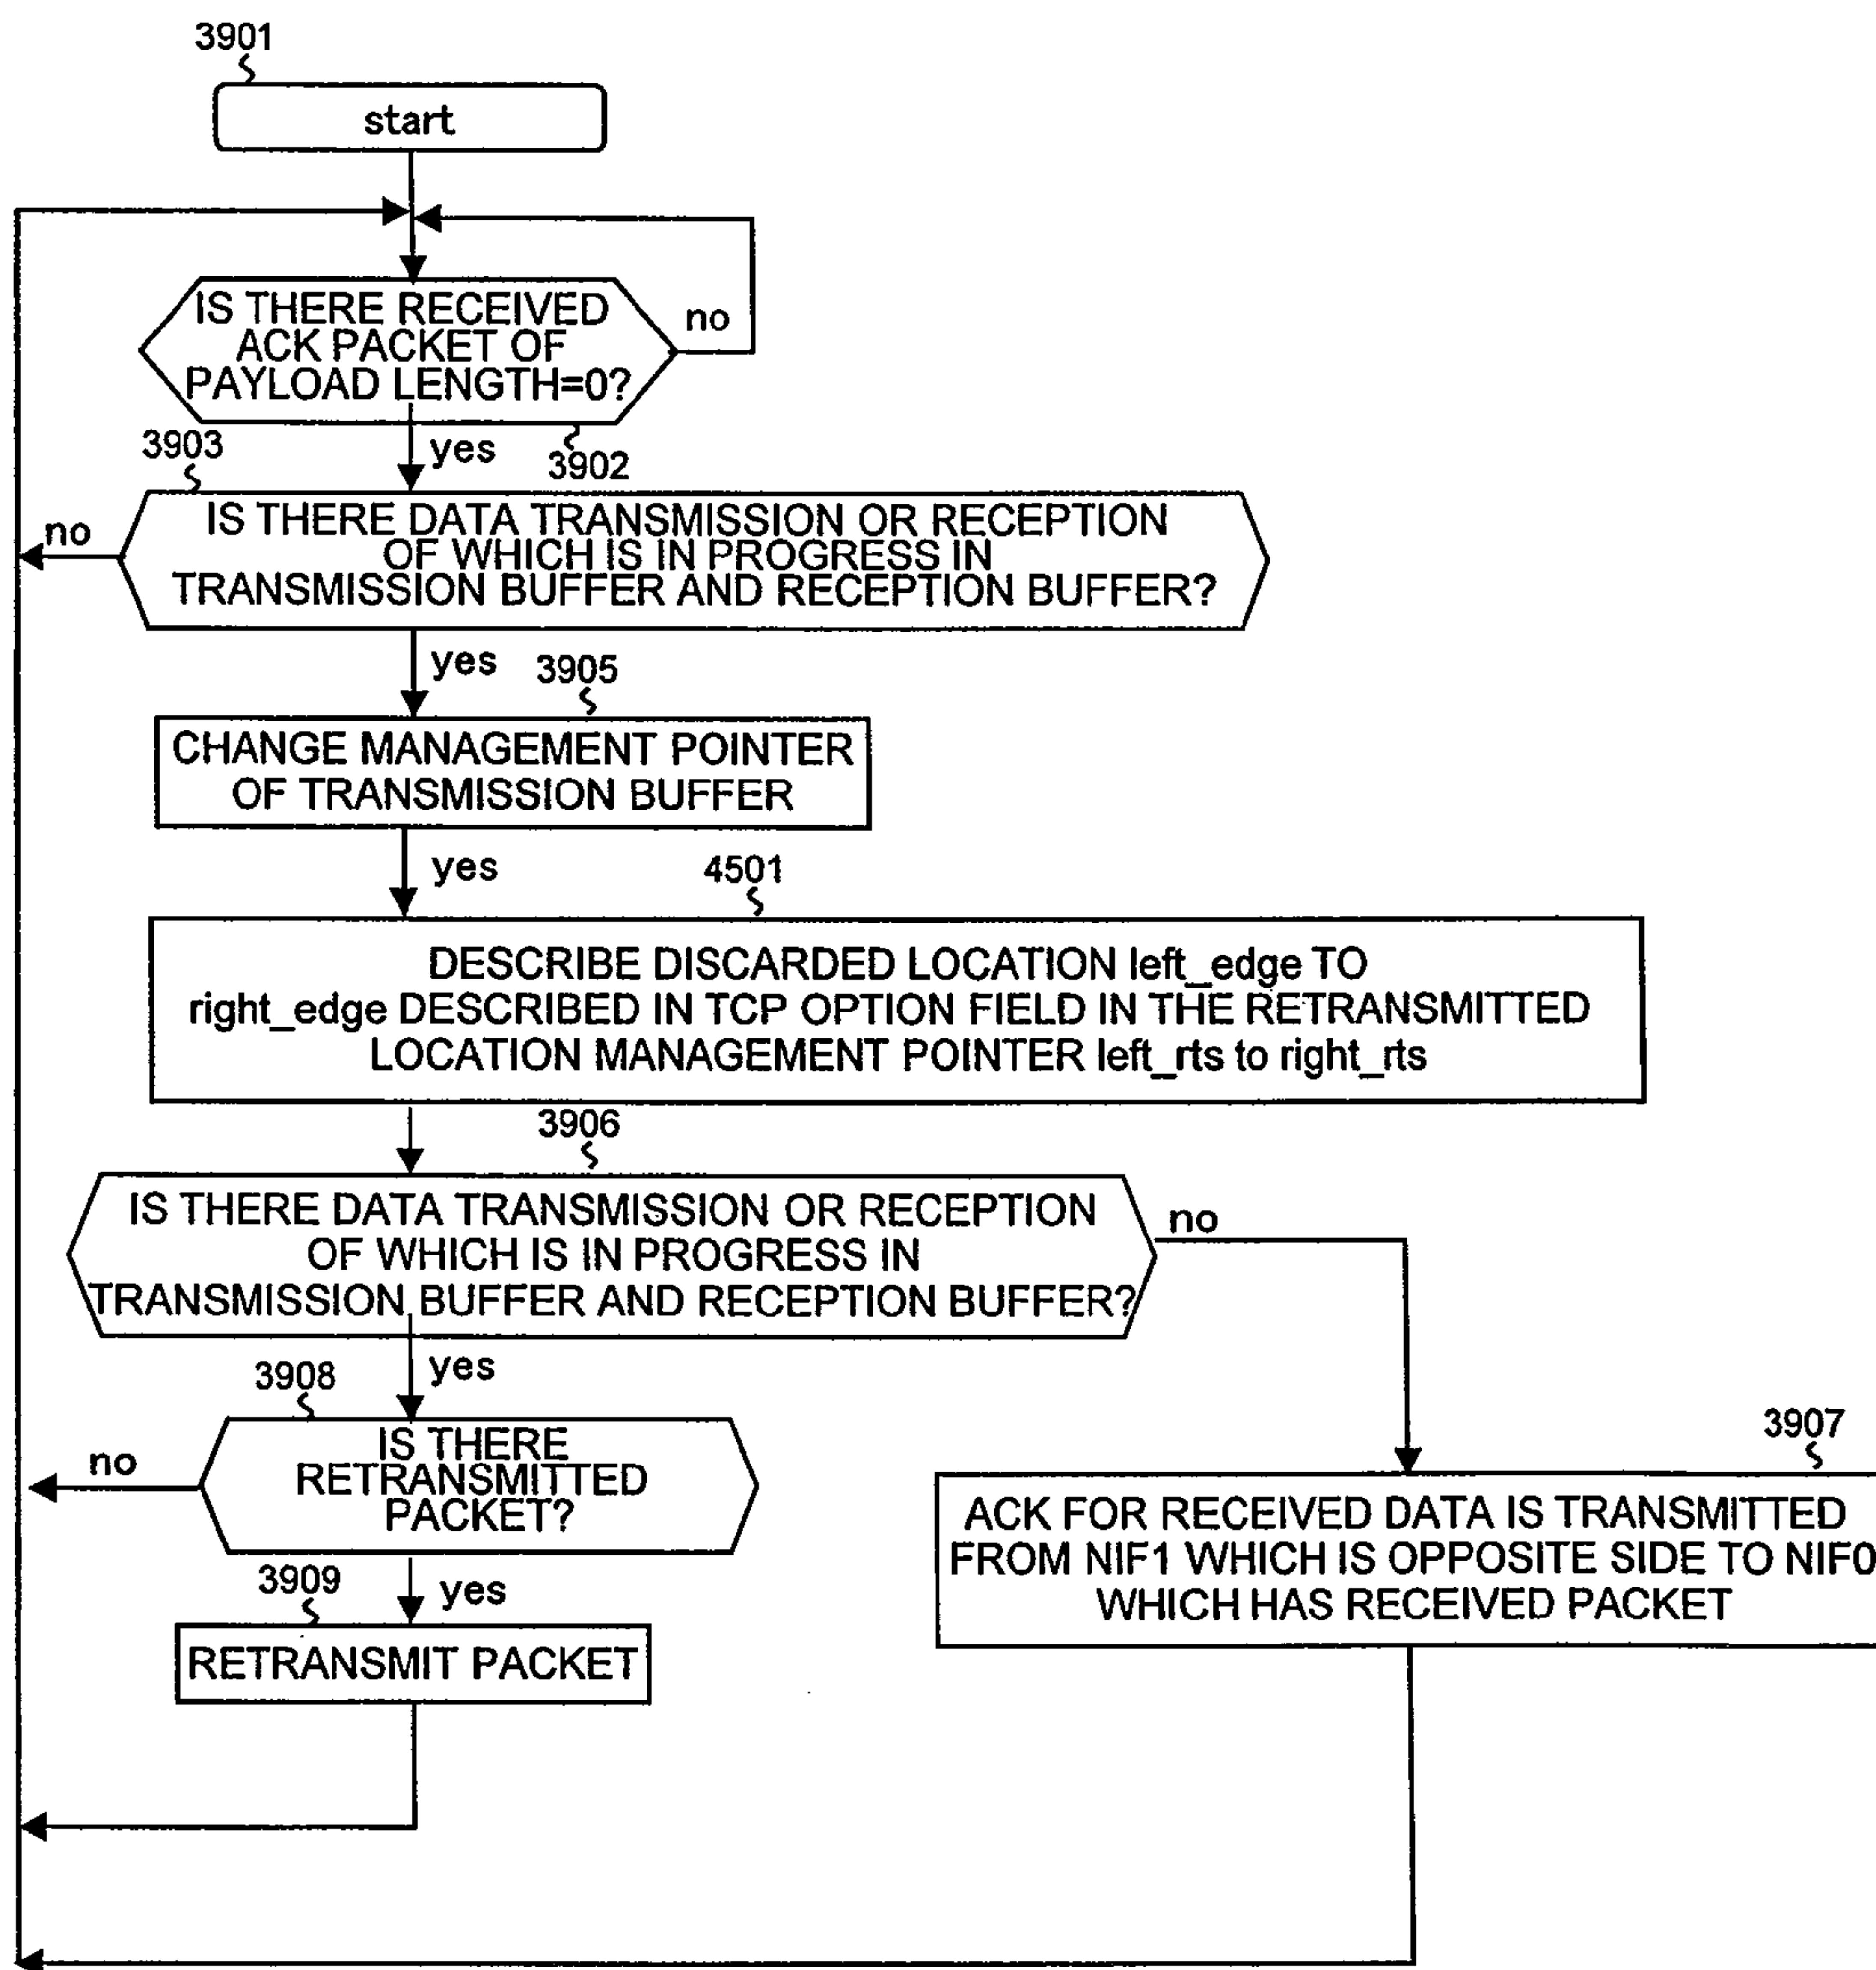 3901
start
IS THERE RECEIVED
ACK PACKET OF
PAYLOAD LENGTH=0?
no
3903
yes
3902
no
IS THERE DATA TRANSMISSION OR RECEPTION
OF WHICH IS IN PROGRESS IN
TRANSMISSION BUFFER AND RECEPTION BUFFER?
yes
3905
CHANGE MANAGEMENT POINTER
OF TRANSMISSION BUFFER
yes
4501
DESCRIBE DISCARDED LOCATION left_edge TO
right_edge DESCRIBED IN TCP OPTION FIELD IN THE RETRANSMITTED
LOCATION MANAGEMENT POINTER left_rts to right_rts
3906
IS THERE DATA TRANSMISSION OR RECEPTION
OF WHICH IS IN PROGRESS IN
TRANSMISSION BUFFER AND RECEPTION BUFFER?
no
yes
3908
no
IS THERE
RETRANSMITTED
PACKET?
3907
ACK FOR RECEIVED DATA IS TRANSMITTED
FROM NIF1 WHICH IS OPPOSITE SIDE TO NIF0
WHICH HAS RECEIVED PACKET
3909
yes
RETRANSMIT PACKET